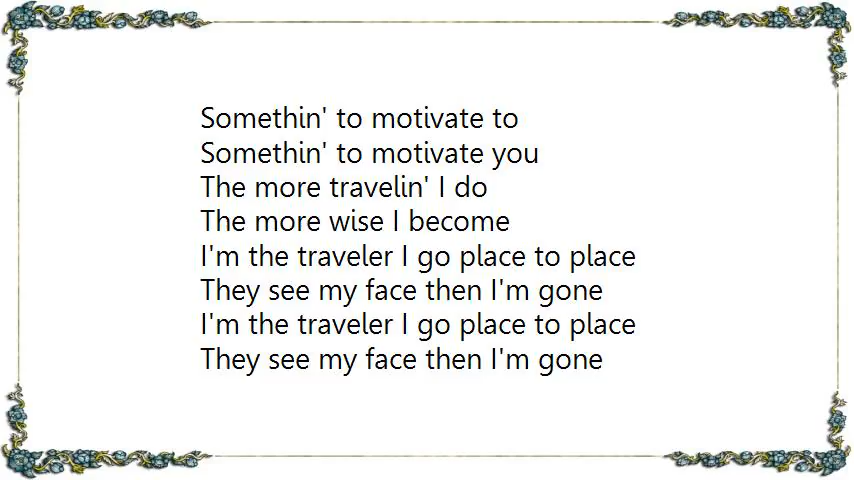 Somethin' to motivate to
Somethin' to motivate you
The more travelin' I do
The more wise I become
I'm the traveler I go place to place
They see my face then I'm gone
I'm the traveler I go place to place
They see my face then I'm gone